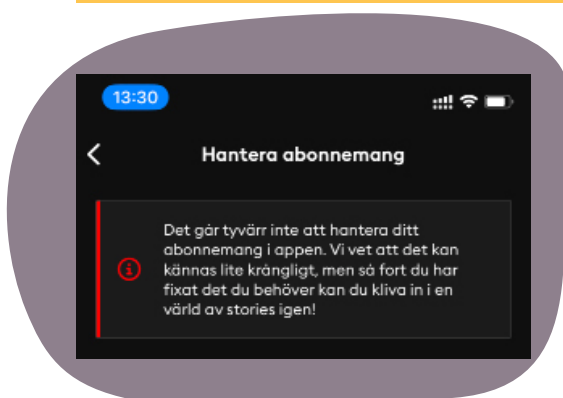 13:30
Hantera abonnemang
Det går tyvärr inte att hantera ditt
abonnemang i appen. Vi vet att det kan
kännas lite krångligt, men så fort du har
fixat det du behöver kan du kliva in i en
värld av stories igen!